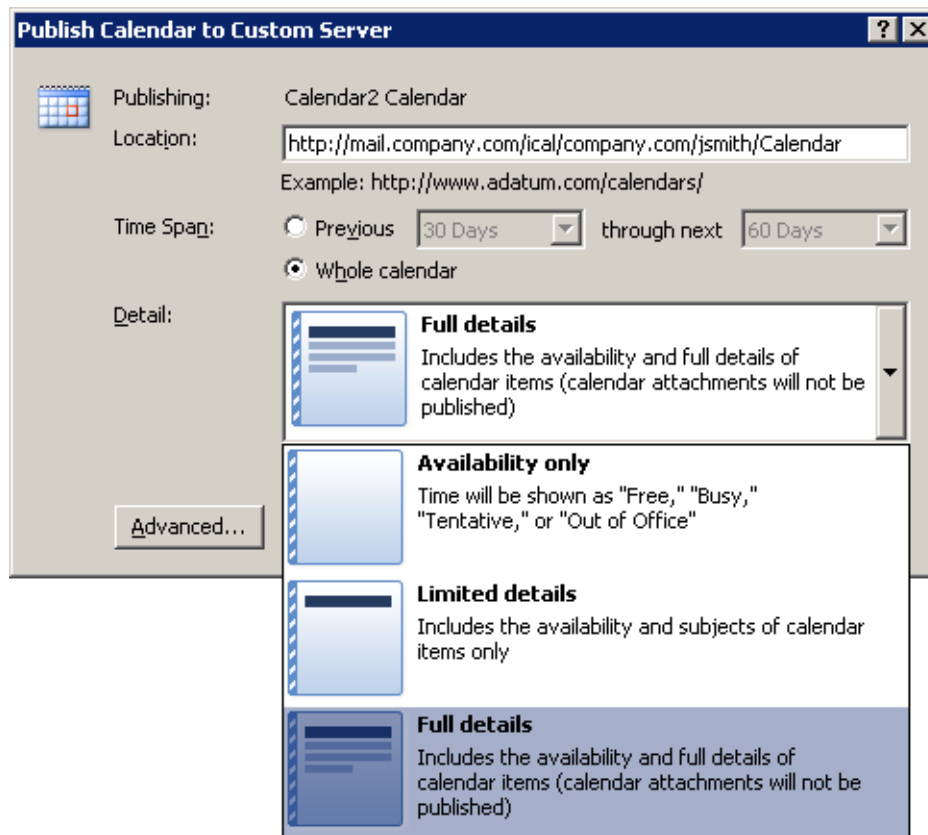 Publish Calendar to Custom Server
Publishing: Calendar2 Calendar
Location: http://mail.company.com/ical/company.com/jsmith/Calendar
Example: http://www.adatum.com/calendars/
Time Span: Previous 30 Days through next 60 Days
Whole calendar
Detail: Full details
Includes the availability and full details of
calendar items (calendar attachments will not be
published)
Availability only
Time will be shown as "Free," "Busy,"
"Tentative," or "Out of Office"
Advanced...
Limited details
Includes the availability and subjects of calendar
items only
Full details
Includes the availability and full details of
calendar items (calendar attachments will not be
published)